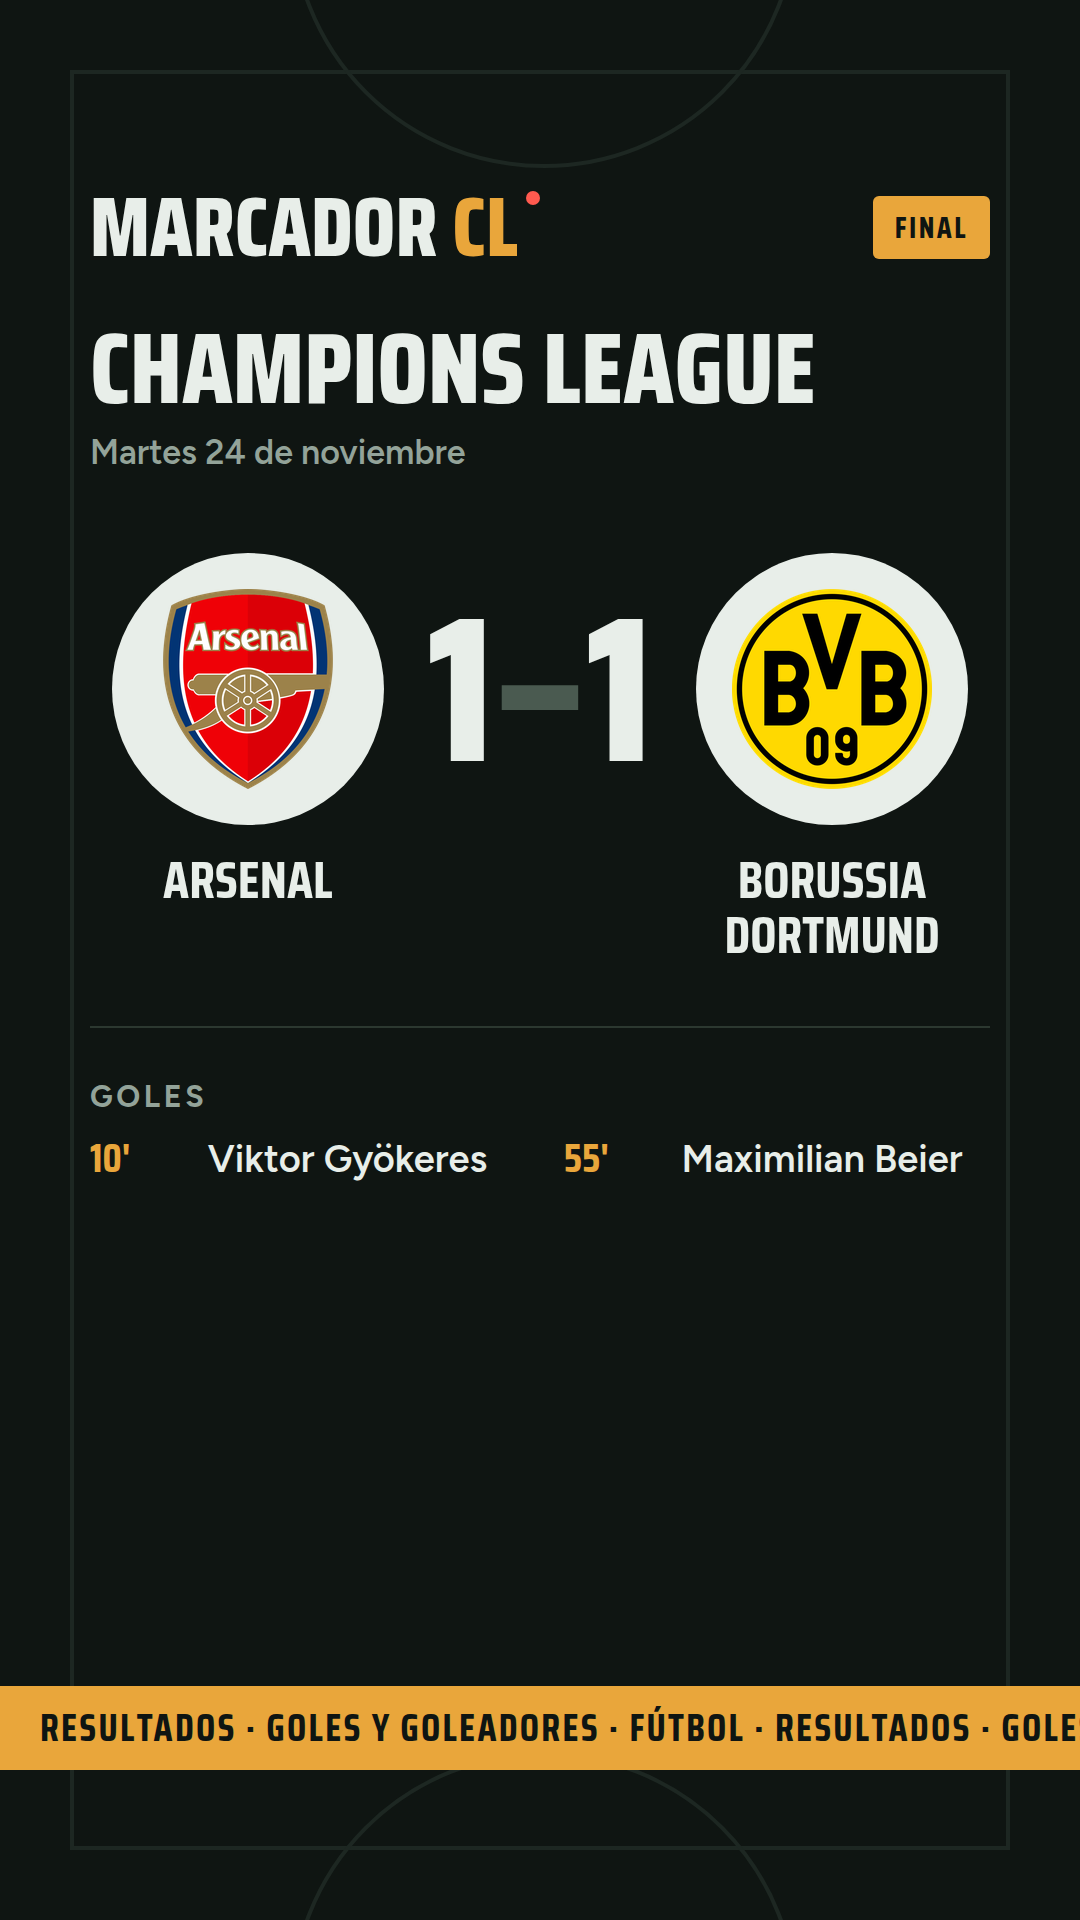 MARCADOR CL
FINAL
CHAMPIONS LEAGUE
Martes 24 de noviembre
Arsenal
1–1
BVB
09
ARSENAL
BORUSSIA
DORTMUND
GOLES
10' Viktor Gyökeres 55' Maximilian Beier
RESULTADOS · GOLES Y GOLEADORES · FÚTBOL · RESULTADOS · GOLES